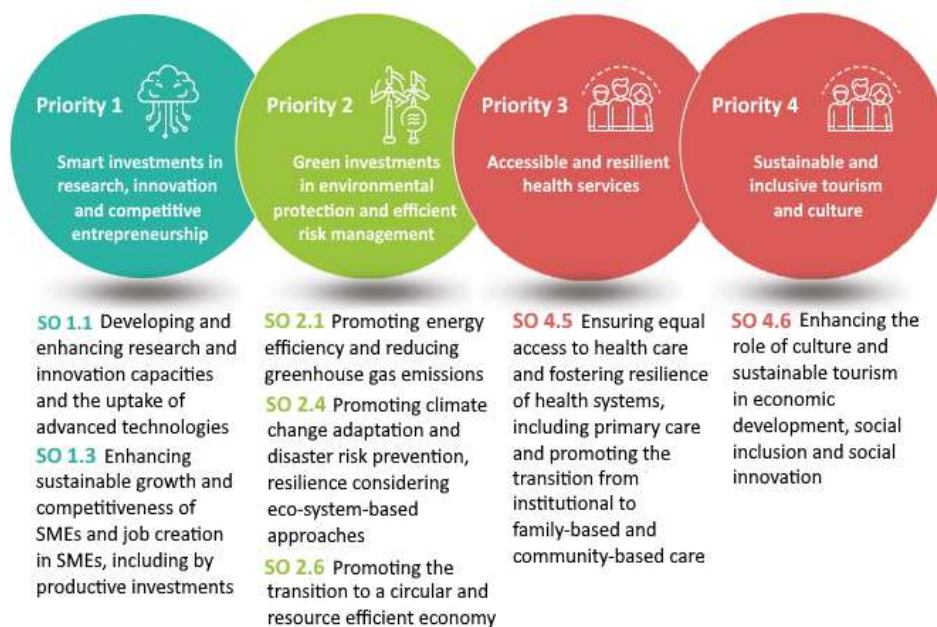 Priority 1
Smart investments in
research, innovation
and competitive
entrepreneurship
Priority 2
Green investments
in environmental
protection and efficient
risk management
Priority 3
Accessible and resilient
health services
Priority 4
Sustainable and
inclusive tourism
and culture
SO 1.1 Developing and
enhancing research and
innovation capacities
and the uptake of
advanced technologies
SO 1.3 Enhancing
sustainable growth and
competitiveness of
SMEs and job creation
in SMEs, including by
productive investments
SO 2.1 Promoting energy
efficiency and reducing
greenhouse gas emissions
SO 2.4 Promoting climate
change adaptation and
disaster risk prevention,
resilience considering
eco-system-based
approaches
SO 2.6 Promoting the
transition to a circular and
resource efficient economy
SO 4.5 Ensuring equal
access to health care
and fostering resilience
of health systems,
including primary care
and promoting the
transition from
institutional to
family-based and
community-based care
SO 4.6 Enhancing the
role of culture and
sustainable tourism
in economic
development, social
inclusion and social
innovation